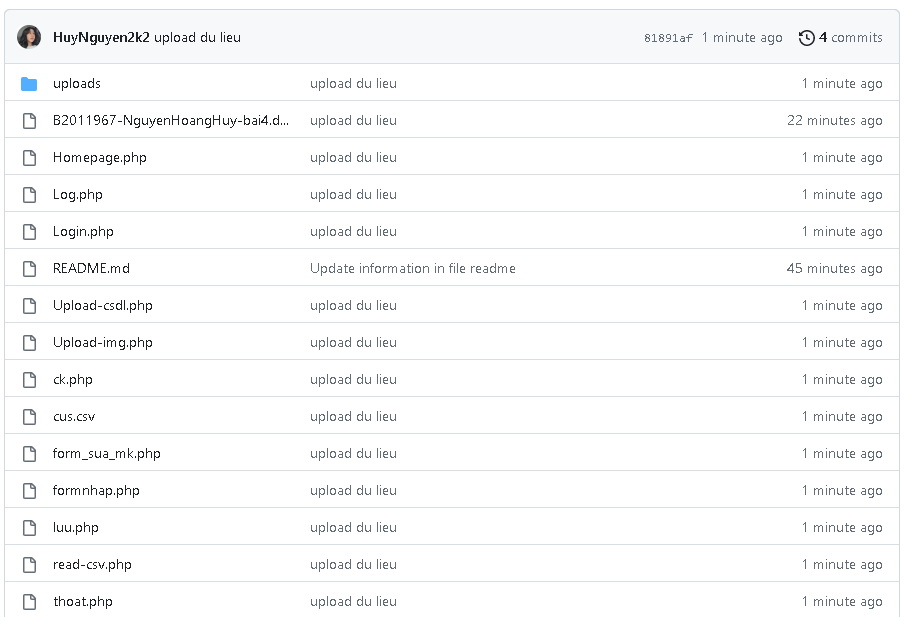 HuyNguyen2k2 upload du lieu 81891af 1 minute ago 4 commits
uploads upload du lieu 1 minute ago
B2011967-NguyenHoangHuy-bai4.d... upload du lieu 22 minutes ago
Homepage.php upload du lieu 1 minute ago
Log.php upload du lieu 1 minute ago
Login.php upload du lieu 1 minute ago
README.md Update information in file readme 45 minutes ago
Upload-csdl.php upload du lieu 1 minute ago
Upload-img.php upload du lieu 1 minute ago
ck.php upload du lieu 1 minute ago
cus.csv upload du lieu 1 minute ago
form_sua_mk.php upload du lieu 1 minute ago
formnhap.php upload du lieu 1 minute ago
luu.php upload du lieu 1 minute ago
read-csv.php upload du lieu 1 minute ago
thoat.php upload du lieu 1 minute ago